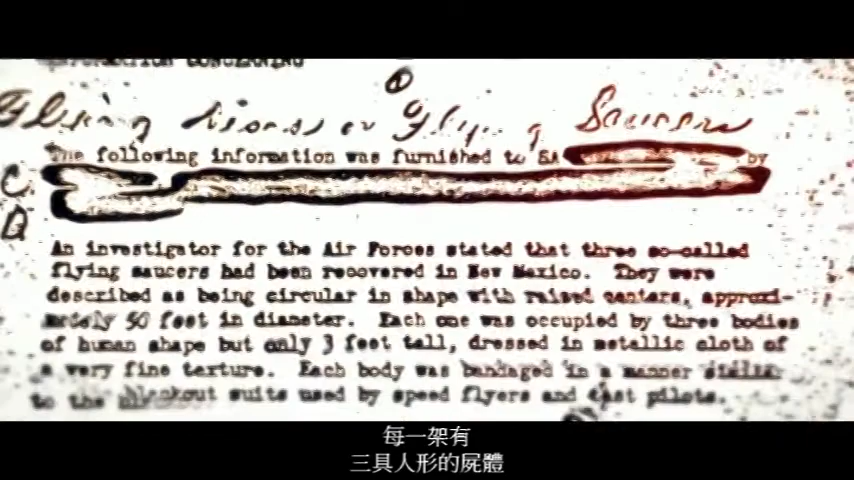 INFORMATION CONCERNING
Flying Discs or Flying Saucers
The following information was furnished to SA by
An investigator for the Air Forces stated that three so-called
flying saucers had been recovered in New Mexico. They were
described as being circular in shape with raised centers, approxi-
mately 50 feet in diameter. Each one was occupied by three bodies
of human shape but only 3 feet tall, dressed in metallic cloth of
a very fine texture. Each body was bandaged in a manner similar
to the blackout suits used by speed flyers and test pilots.
每一架有
三具人形的屍體